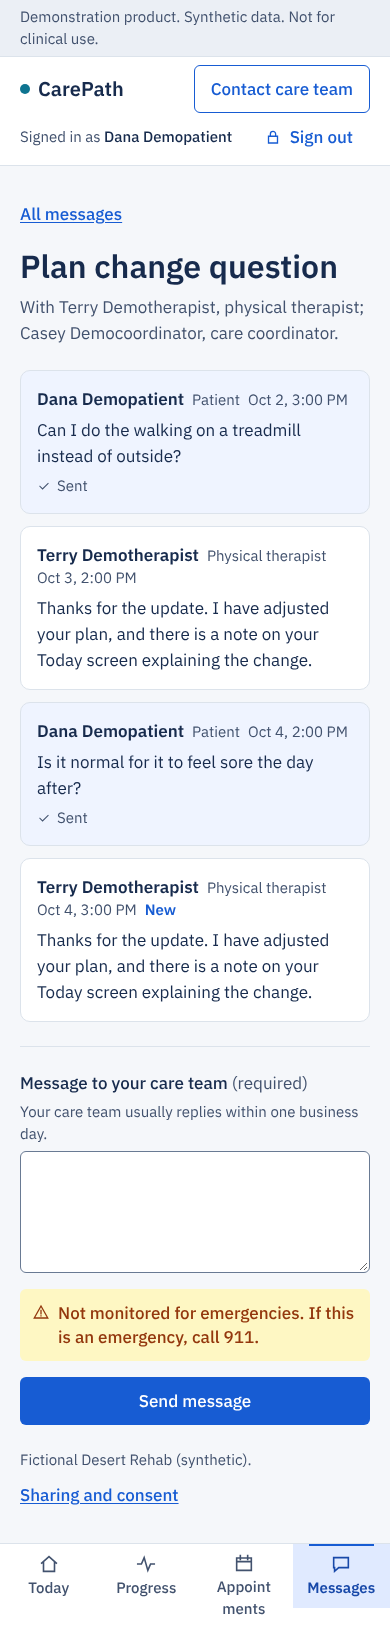 Demonstration product. Synthetic data. Not for
clinical use.
CarePath
Contact care team
Signed in as Dana Demopatient
Sign out
All messages
Plan change question
With Terry Demotherapist, physical therapist;
Casey Democoordinator, care coordinator.
Dana Demopatient Patient Oct 2, 3:00 PM
Can I do the walking on a treadmill
instead of outside?
Sent
Terry Demotherapist Physical therapist
Oct 3, 2:00 PM
Thanks for the update. I have adjusted
your plan, and there is a note on your
Today screen explaining the change.
Dana Demopatient Patient Oct 4, 2:00 PM
Is it normal for it to feel sore the day
after?
Sent
Terry Demotherapist Physical therapist
Oct 4, 3:00 PM New
Thanks for the update. I have adjusted
your plan, and there is a note on your
Today screen explaining the change.
Message to your care team (required)
Your care team usually replies within one business
day.
Not monitored for emergencies. If this
is an emergency, call 911.
Send message
Fictional Desert Rehab (synthetic).
Sharing and consent
Today
Progress
Appoint
ments
Messages